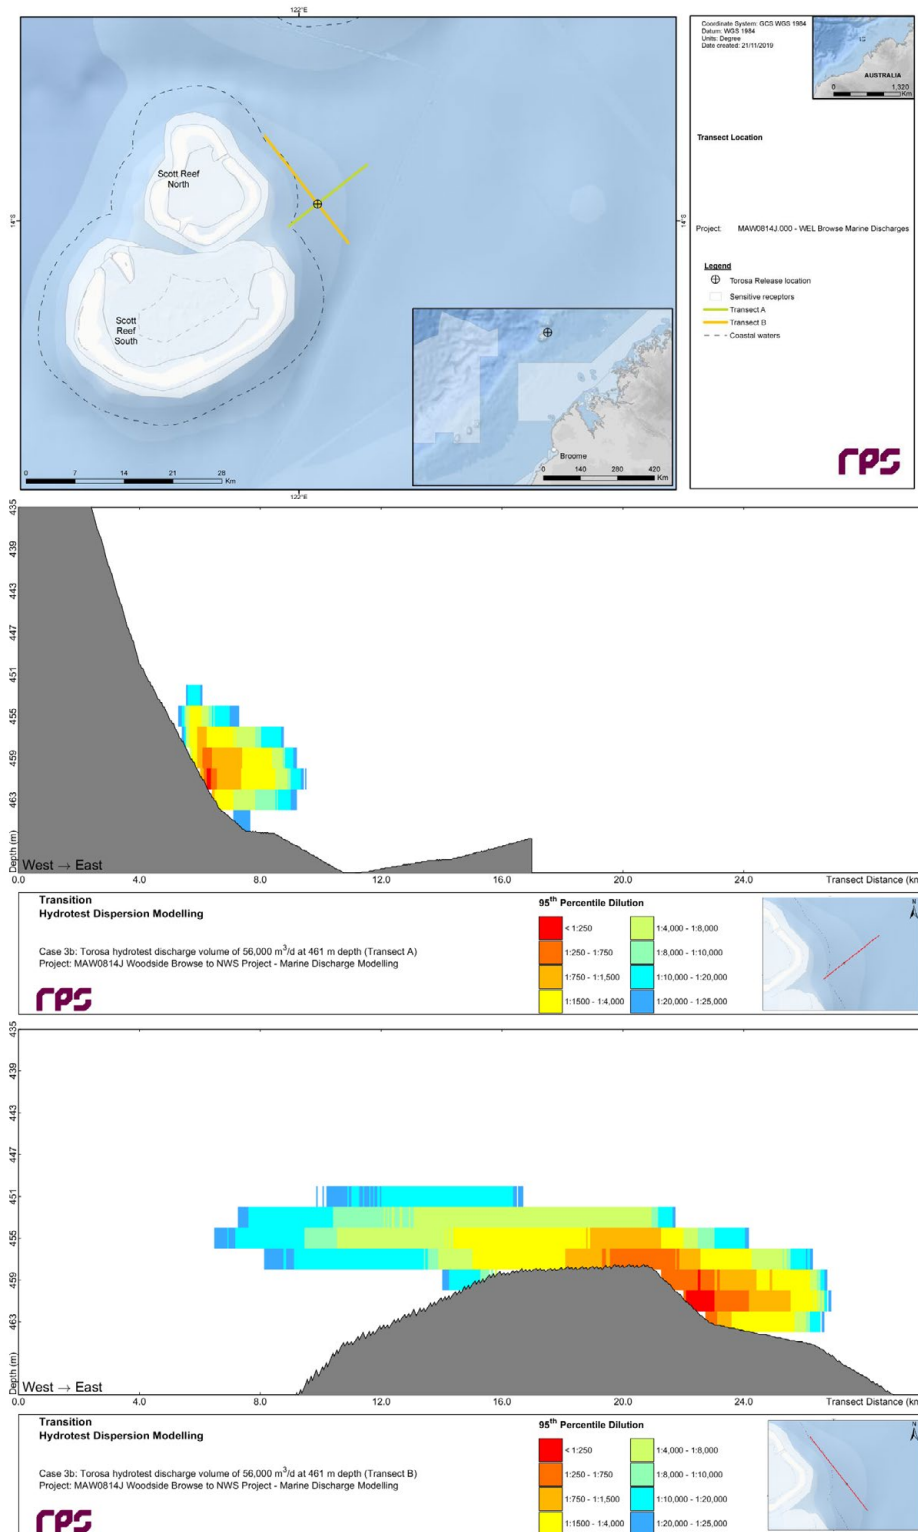 122°E
Scott Reef
North
14°S
14°S
Scott
Reef
South
Broome
0 140 280 420
Km
0 7 14 21 28
Km
122°E
Coordinate System: GCS WGS 1984
Datum: WGS 1984
Units: Degree
Date created: 21/11/2019
AUSTRALIA
0 1,320
Km
Transect Location
Project: MAW0814J.000 - WEL Browse Marine Discharges
Legend
Torosa Release location
Sensitive receptors
Transect A
Transect B
Coastal waters
rps
435
439
443
447
451
455
459
463
Depth (m)
West → East
0.0 4.0 8.0 12.0 16.0 20.0 24.0 Transect Distance (km
Transition
Hydrotest Dispersion Modelling
Case 3b: Torosa hydrotest discharge volume of 56,000 m³/d at 461 m depth (Transect A)
Project: MAW0814J Woodside Browse to NWS Project - Marine Discharge Modelling
rps
95th Percentile Dilution
< 1:250 1:4,000 - 1:8,000
1:250 - 1:750 1:8,000 - 1:10,000
1:750 - 1:1,500 1:10,000 - 1:20,000
1:1500 - 1:4,000 1:20,000 - 1:25,000
N
435
439
443
447
451
455
459
463
Depth (m)
West → East
0.0 4.0 8.0 12.0 16.0 20.0 24.0 Transect Distance (km
Transition
Hydrotest Dispersion Modelling
Case 3b: Torosa hydrotest discharge volume of 56,000 m³/d at 461 m depth (Transect B)
Project: MAW0814J Woodside Browse to NWS Project - Marine Discharge Modelling
rps
95th Percentile Dilution
< 1:250 1:4,000 - 1:8,000
1:250 - 1:750 1:8,000 - 1:10,000
1:750 - 1:1,500 1:10,000 - 1:20,000
1:1500 - 1:4,000 1:20,000 - 1:25,000
N